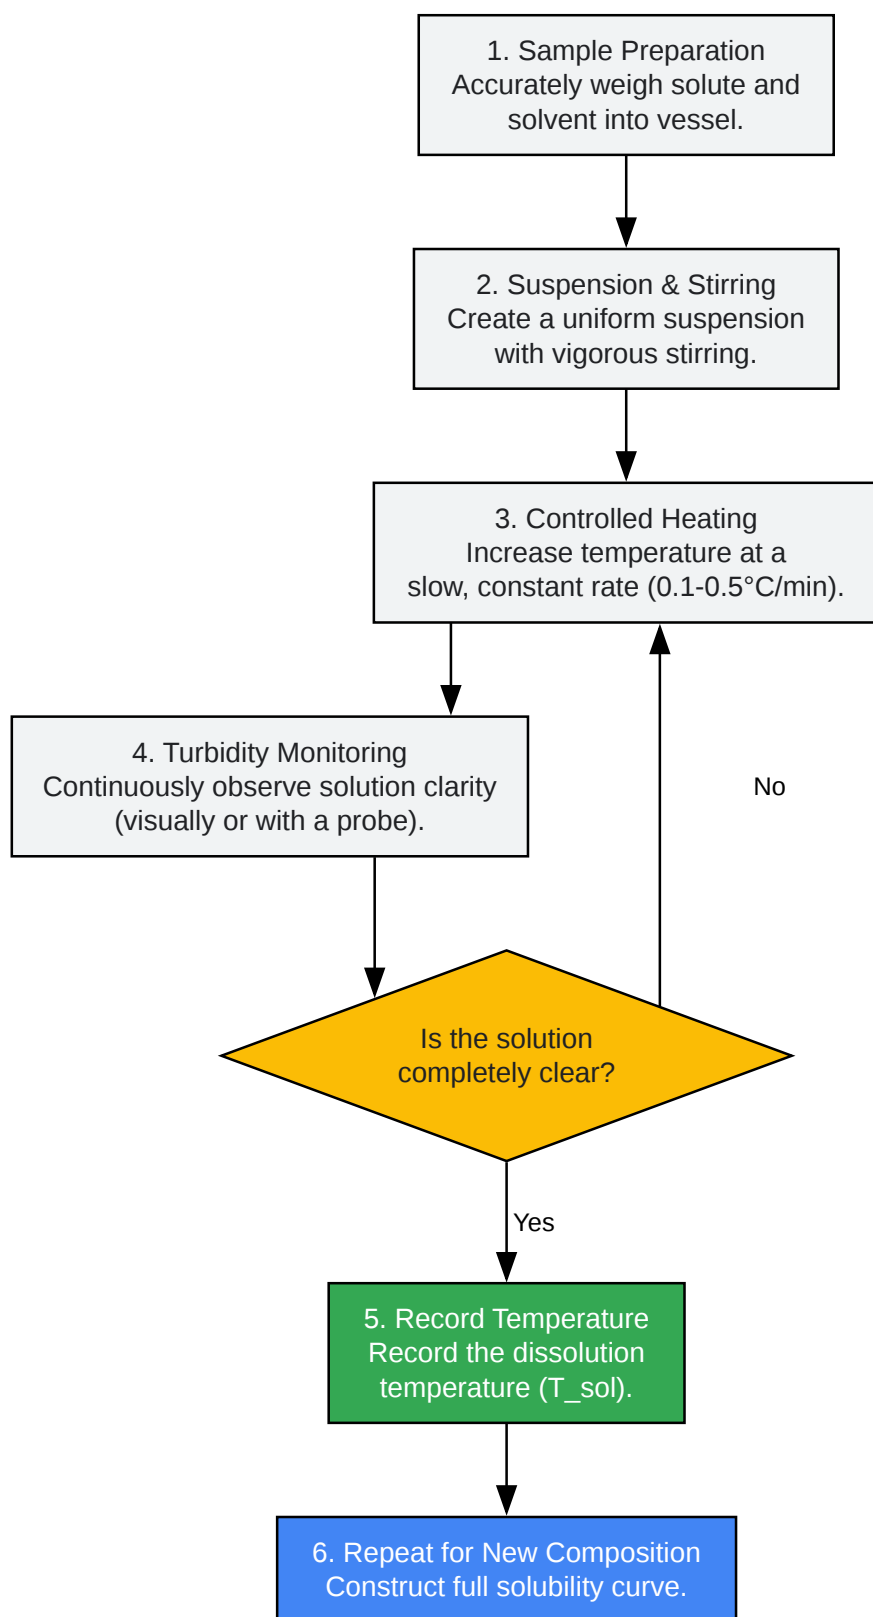 1. Sample Preparation
Accurately weigh solute and
solvent into vessel.
2. Suspension & Stirring
Create a uniform suspension
with vigorous stirring.
3. Controlled Heating
Increase temperature at a
slow, constant rate (0.1-0.5°C/min).
4. Turbidity Monitoring
Continuously observe solution clarity
(visually or with a probe).
No
Is the solution
completely clear?
Yes
5. Record Temperature
Record the dissolution
temperature (T_sol).
6. Repeat for New Composition
Construct full solubility curve.